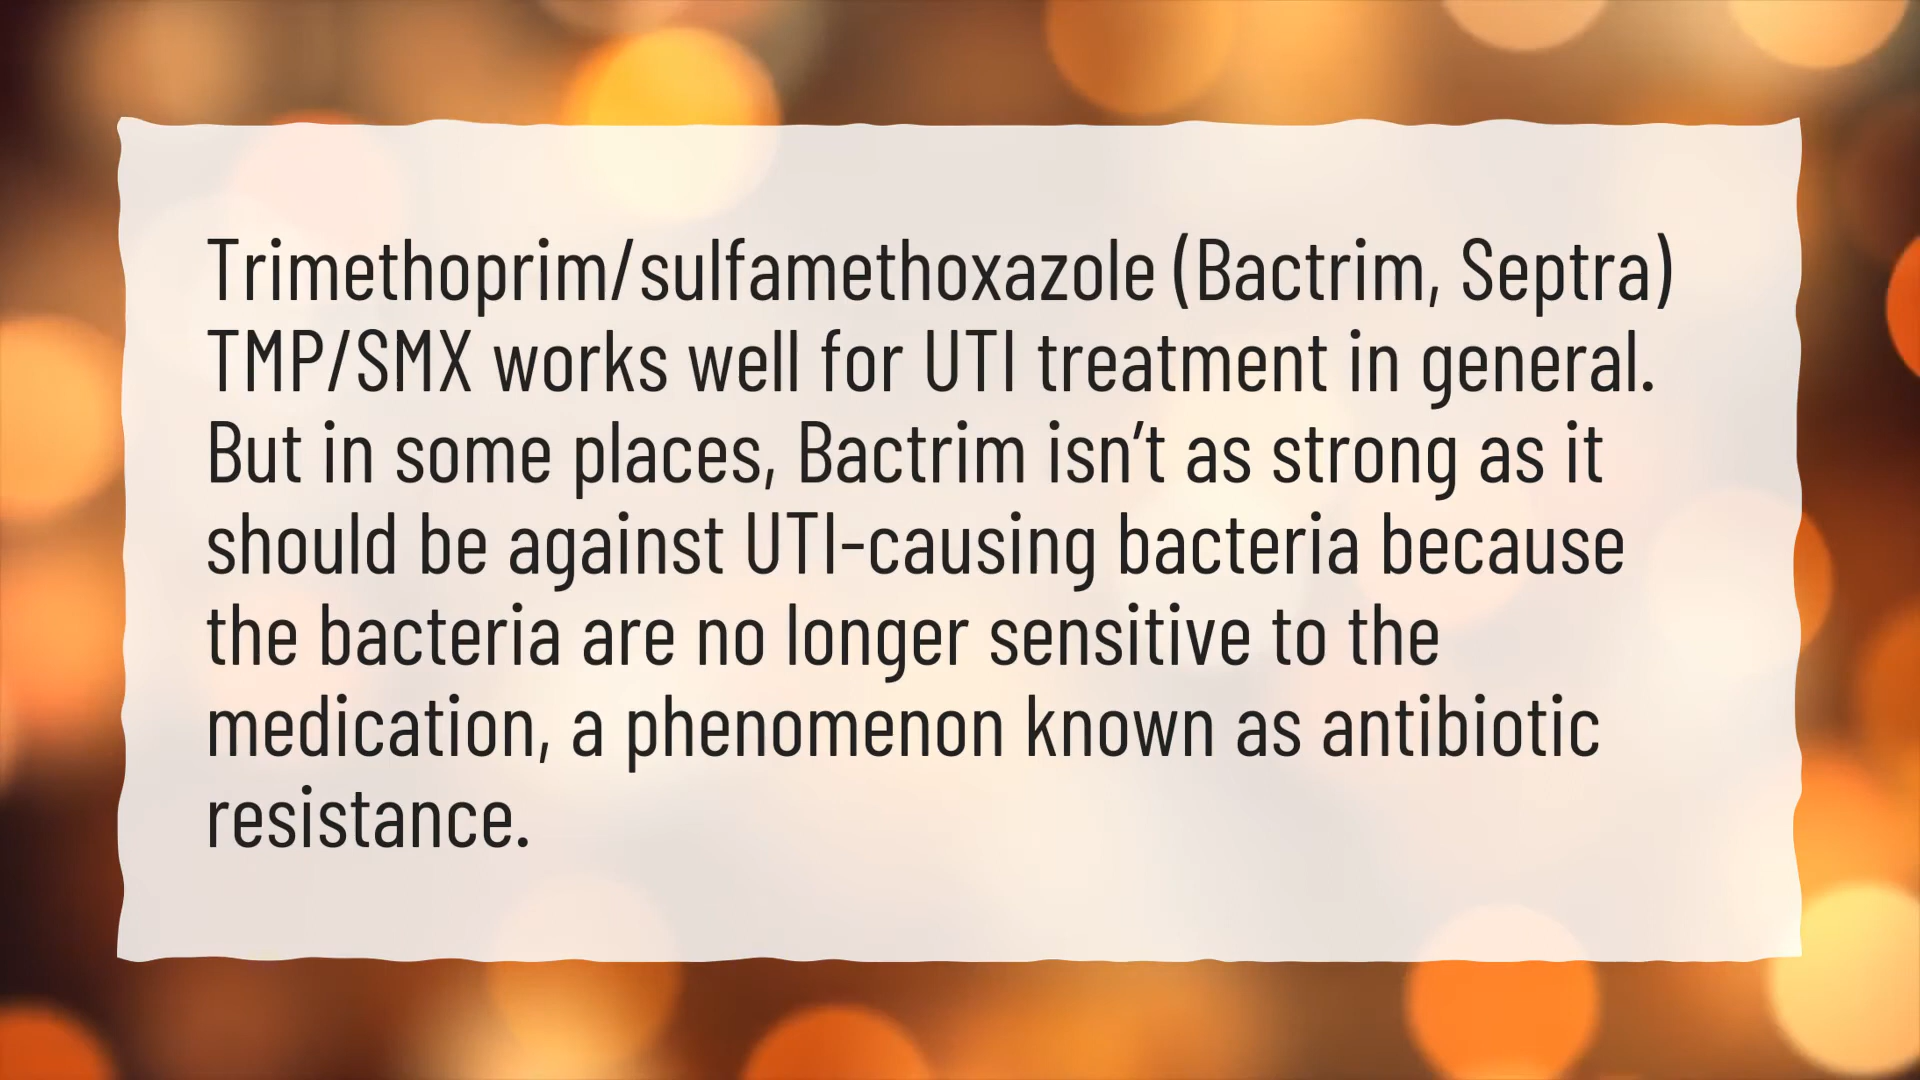 Trimethoprim/sulfamethoxazole (Bactrim, Septra)
TMP/SMX works well for UTI treatment in general.
But in some places, Bactrim isn’t as strong as it
should be against UTI-causing bacteria because
the bacteria are no longer sensitive to the
medication, a phenomenon known as antibiotic
resistance.